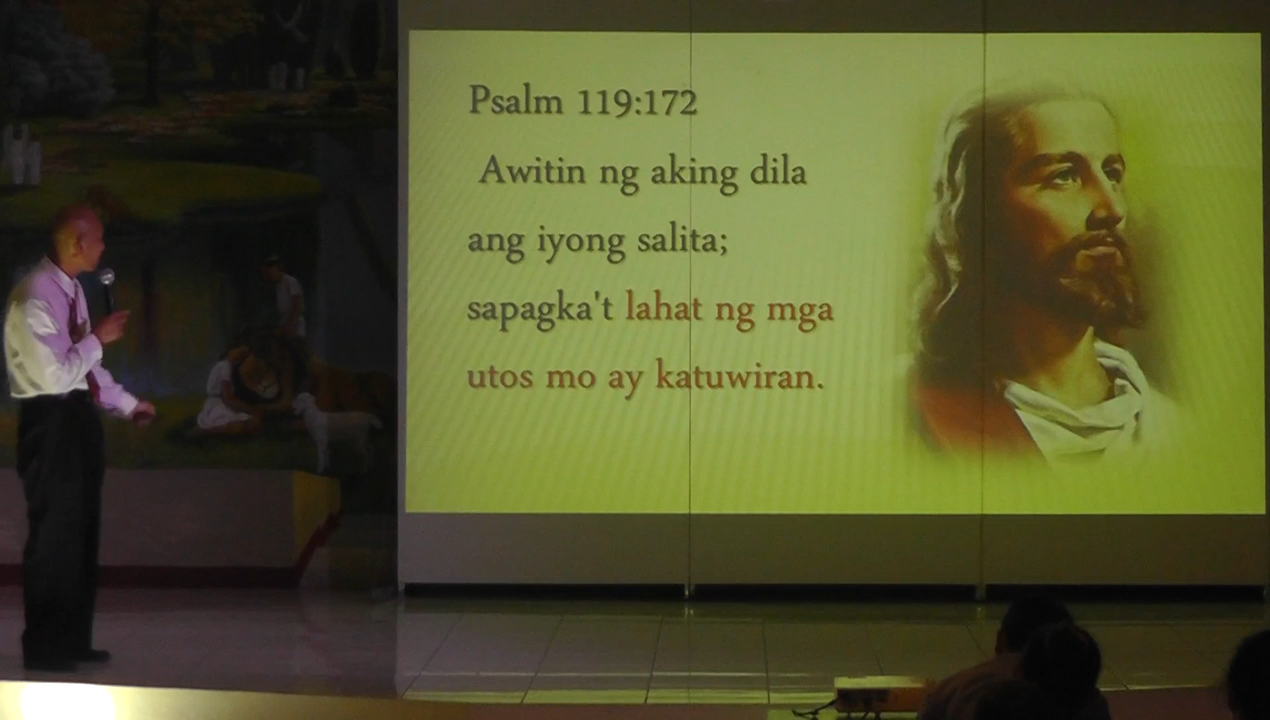 Psalm 119:172
Awitin ng aking dila
ang iyong salita;
sapagka't lahat ng mga
utos mo ay katuwiran.